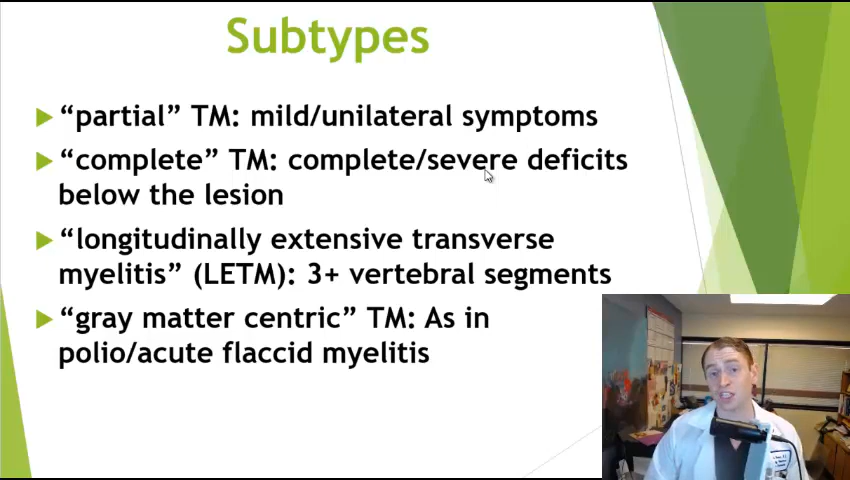 Subtypes
“partial” TM: mild/unilateral symptoms
“complete” TM: complete/severe deficits
below the lesion
“longitudinally extensive transverse
myelitis” (LETM): 3+ vertebral segments
“gray matter centric” TM: As in
polio/acute flaccid myelitis